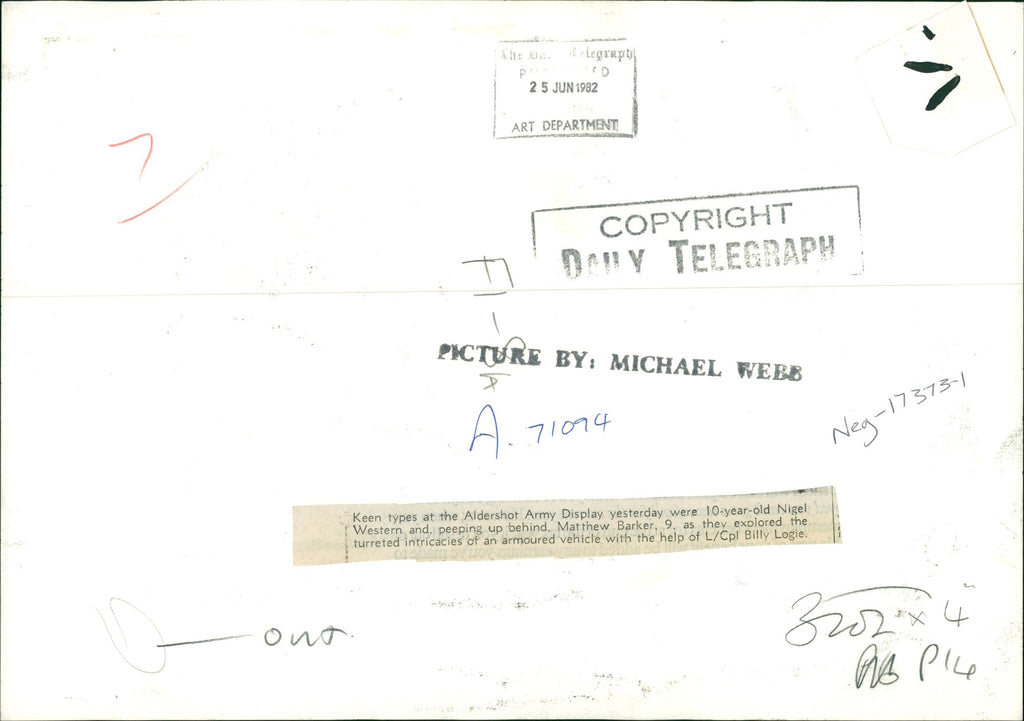 The Telegraph
25 JUN 1982
ART DEPARTMENT
COPYRIGHT
DAILY TELEGRAPH
PICTURE BY: MICHAEL WEBB
A. 71094
Neg-17373-1
Keen types at the Aldershot Army Display yesterday were 10-year-old Nigel
Western and, peeping up behind, Matthew Barker, 9, as they explored the
turreted intricacies of an armoured vehicle with the help of L/Cpl Billy Logie.
out
x 4"
P14